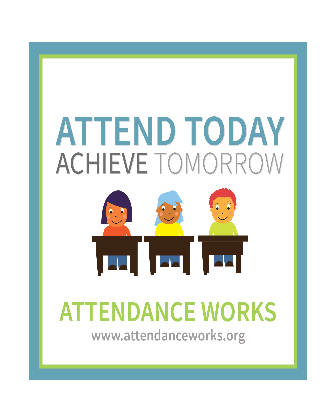 ATTEND TODAY
ACHIEVE TOMORROW
ATTENDANCE WORKS
www.attendanceworks.org